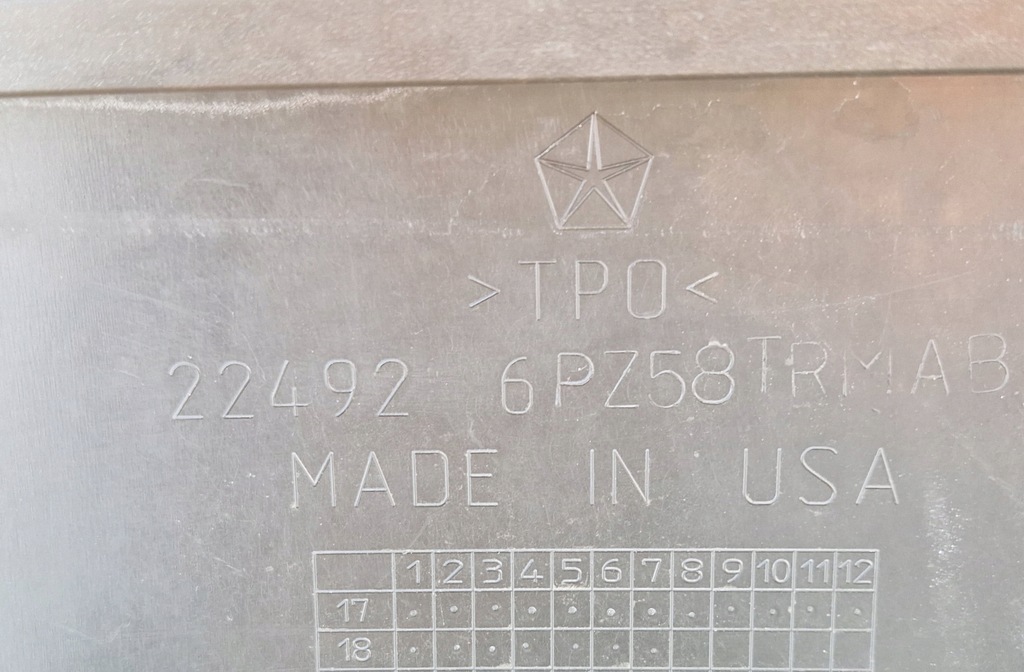 >TPO<
22492 6PZ58TRMAB
MADE IN USA
1 2 3 4 5 6 7 8 9 10 11 12
17
18